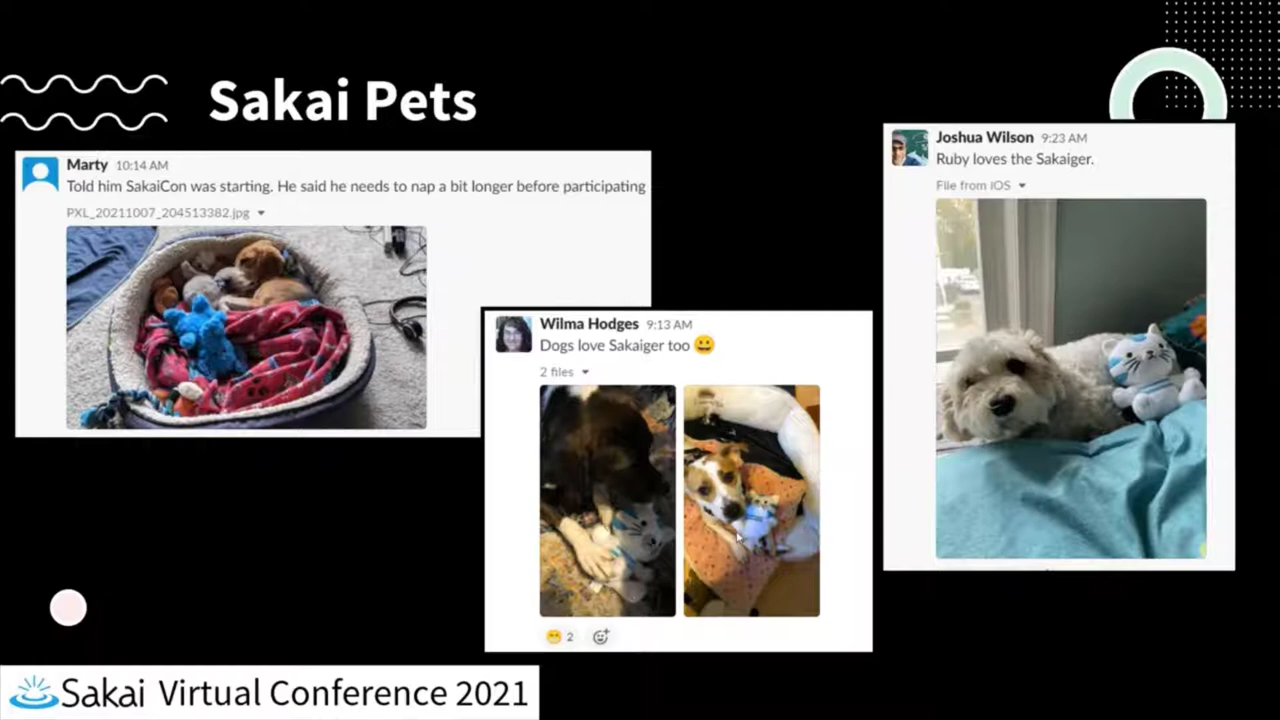 Sakai Pets
Marty 10:14 AM
Told him SakaiCon was starting. He said he needs to nap a bit longer before participating
PXL_20211007_204513382.jpg
Wilma Hodges 9:13 AM
Dogs love Sakaiger too 😀
2 files
2
Joshua Wilson 9:23 AM
Ruby loves the Sakaiger.
File from iOS
Sakai Virtual Conference 2021